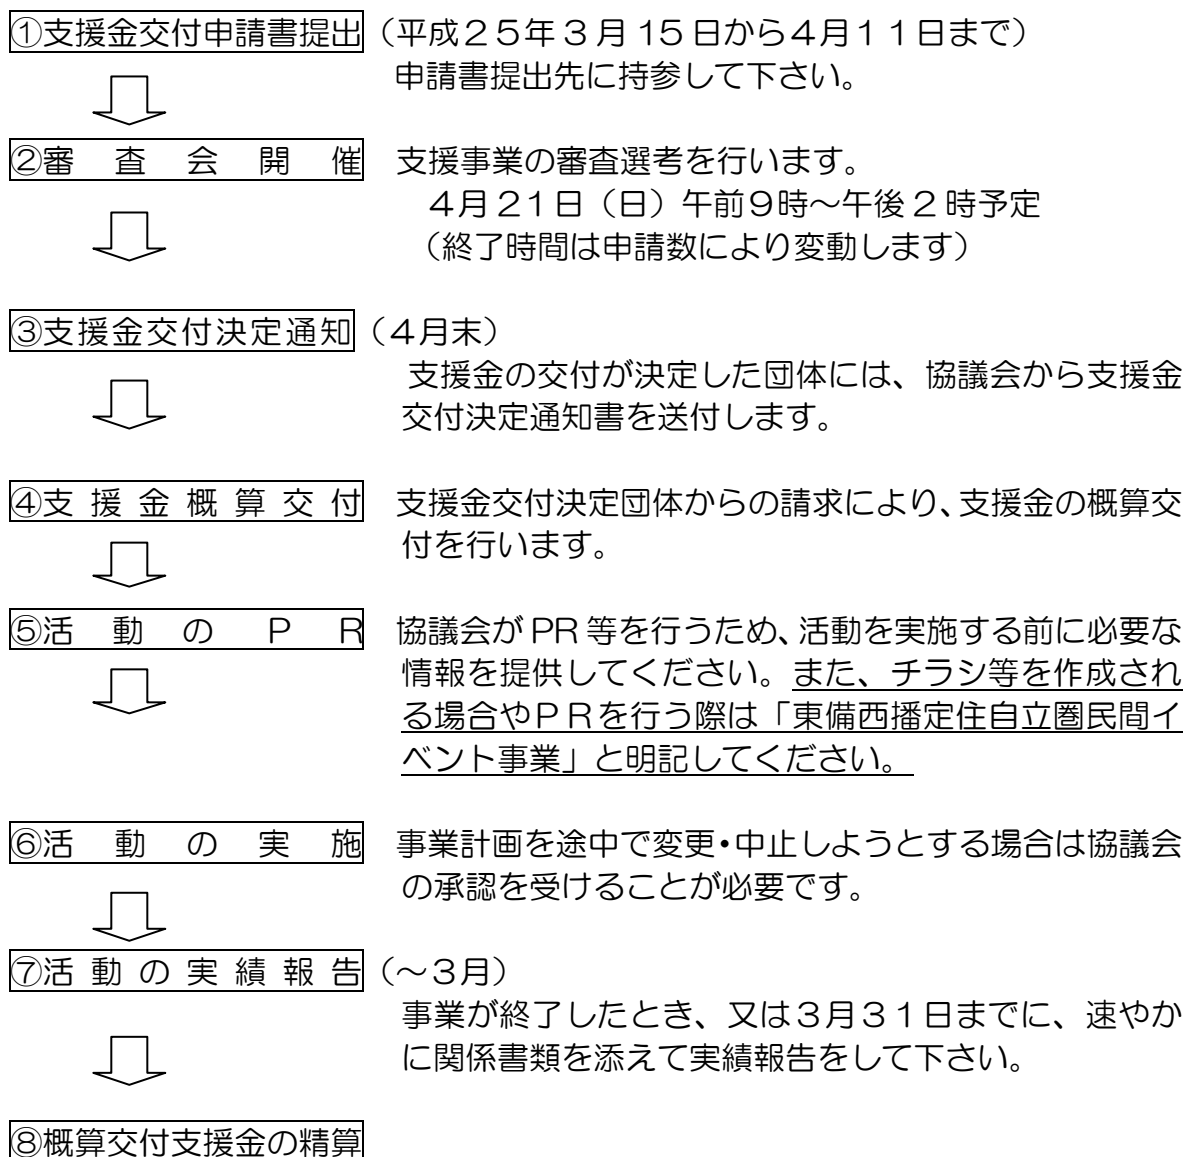 ①支援金交付申請書提出（平成２５年３月15日から４月１１日まで）
申請書提出先に持参して下さい。
②審査会開催　支援事業の審査選考を行います。
４月２１日（日）午前９時～午後２時予定
（終了時間は申請数により変動します）
③支援金交付決定通知（４月末）
支援金の交付が決定した団体には、協議会から支援金
交付決定通知書を送付します。
④支援金概算交付　支援金交付決定団体からの請求により、支援金の概算交
付を行います。
⑤活動のＰＲ　協議会がPR等を行うため、活動を実施する前に必要な
情報を提供してください。また、チラシ等を作成され
る場合やＰＲを行う際は「東備西播定住自立圏民間イ
ベント事業」と明記してください。
⑥活動の実施　事業計画を途中で変更・中止しようとする場合は協議会
の承認を受けることが必要です。
⑦活動の実績報告（～３月）
事業が終了したとき、又は３月３１日までに、速やか
に関係書類を添えて実績報告をして下さい。
⑧概算交付支援金の精算